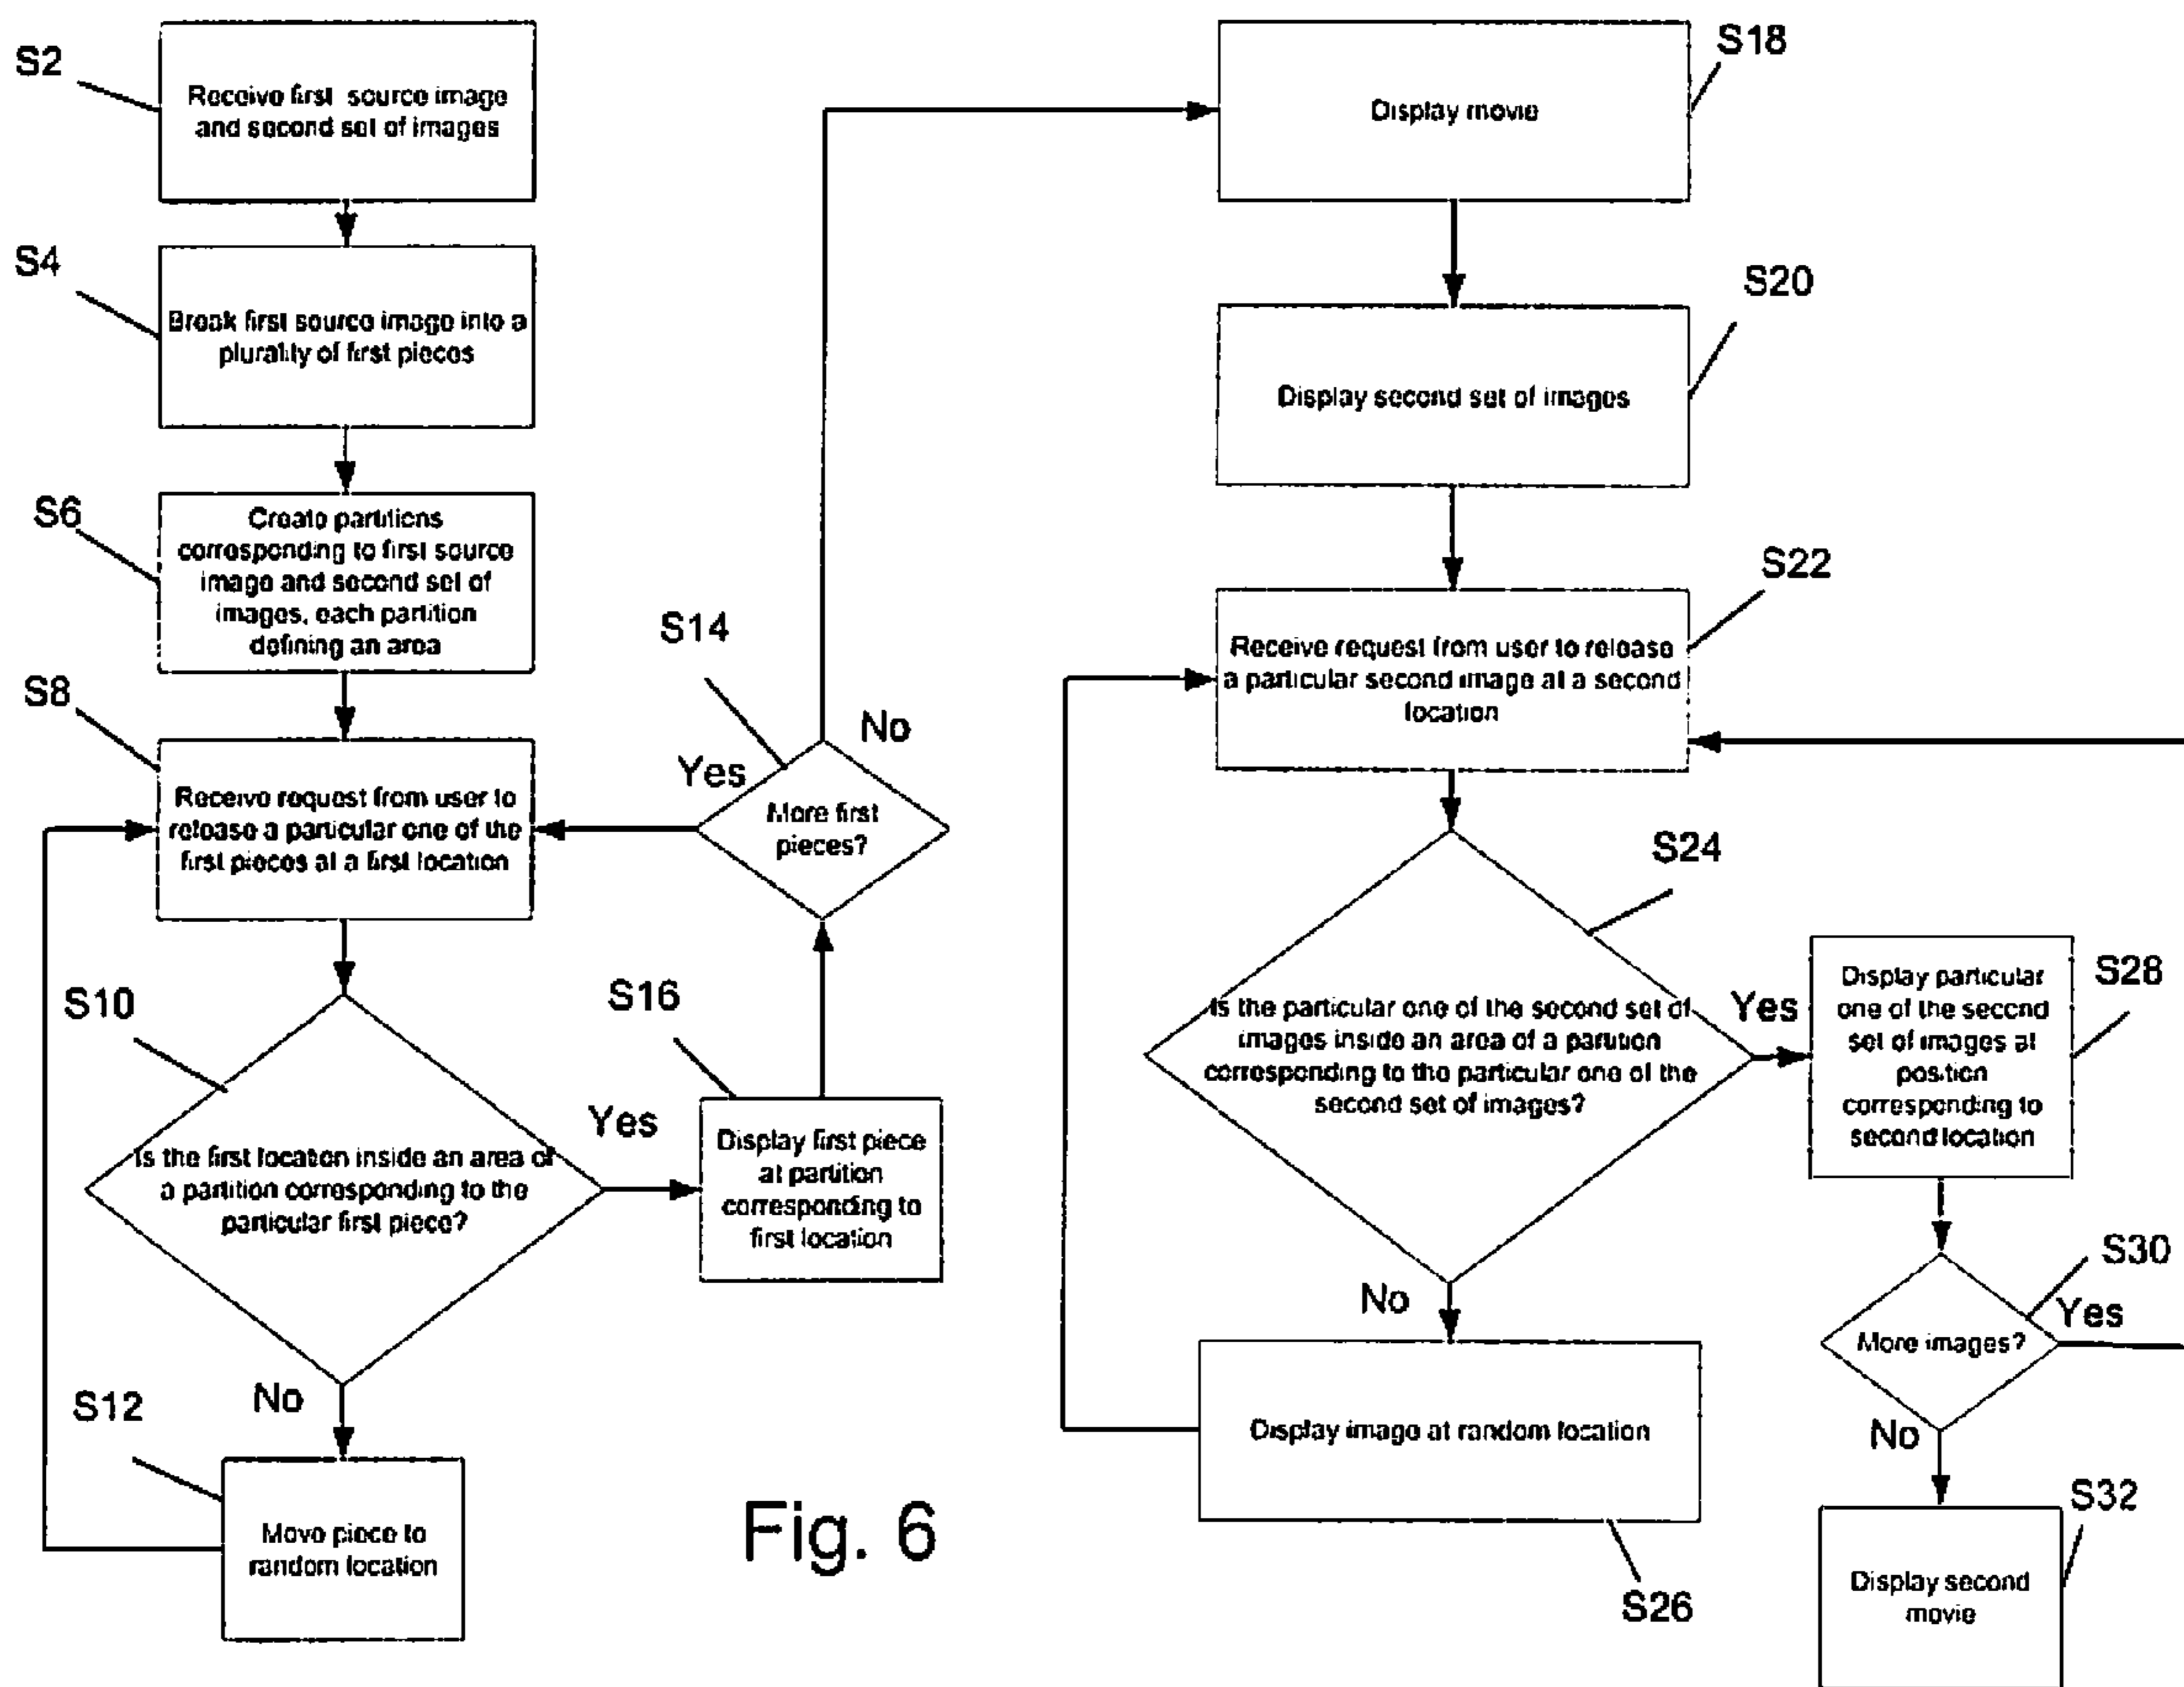 S2
Receive first source image
and second set of images
S4
Break first source image into a
plurality of first pieces
S6
Create partitions
corresponding to first source
image and second set of
images, each partition
defining an area
S8
Receive request from user to
release a particular one of the
first pieces at a first location
S10
Is the first location inside an area of
a partition corresponding to the
particular first piece?
Yes
No
S12
Move piece to
random location
S16
Display first piece
at partition
corresponding to
first location
S14
More first
pieces?
Yes
No
S18
Display movie
S20
Display second set of images
S22
Receive request from user to release
a particular second image at a second
location
S24
Is the particular one of the second set of
images inside an area of a partition
corresponding to the particular one of the
second set of images?
Yes
No
S26
Display image at random location
S28
Display particular
one of the second
set of images at
position
corresponding to
second location
S30
More images?
Yes
No
S32
Display second
movie
Fig. 6